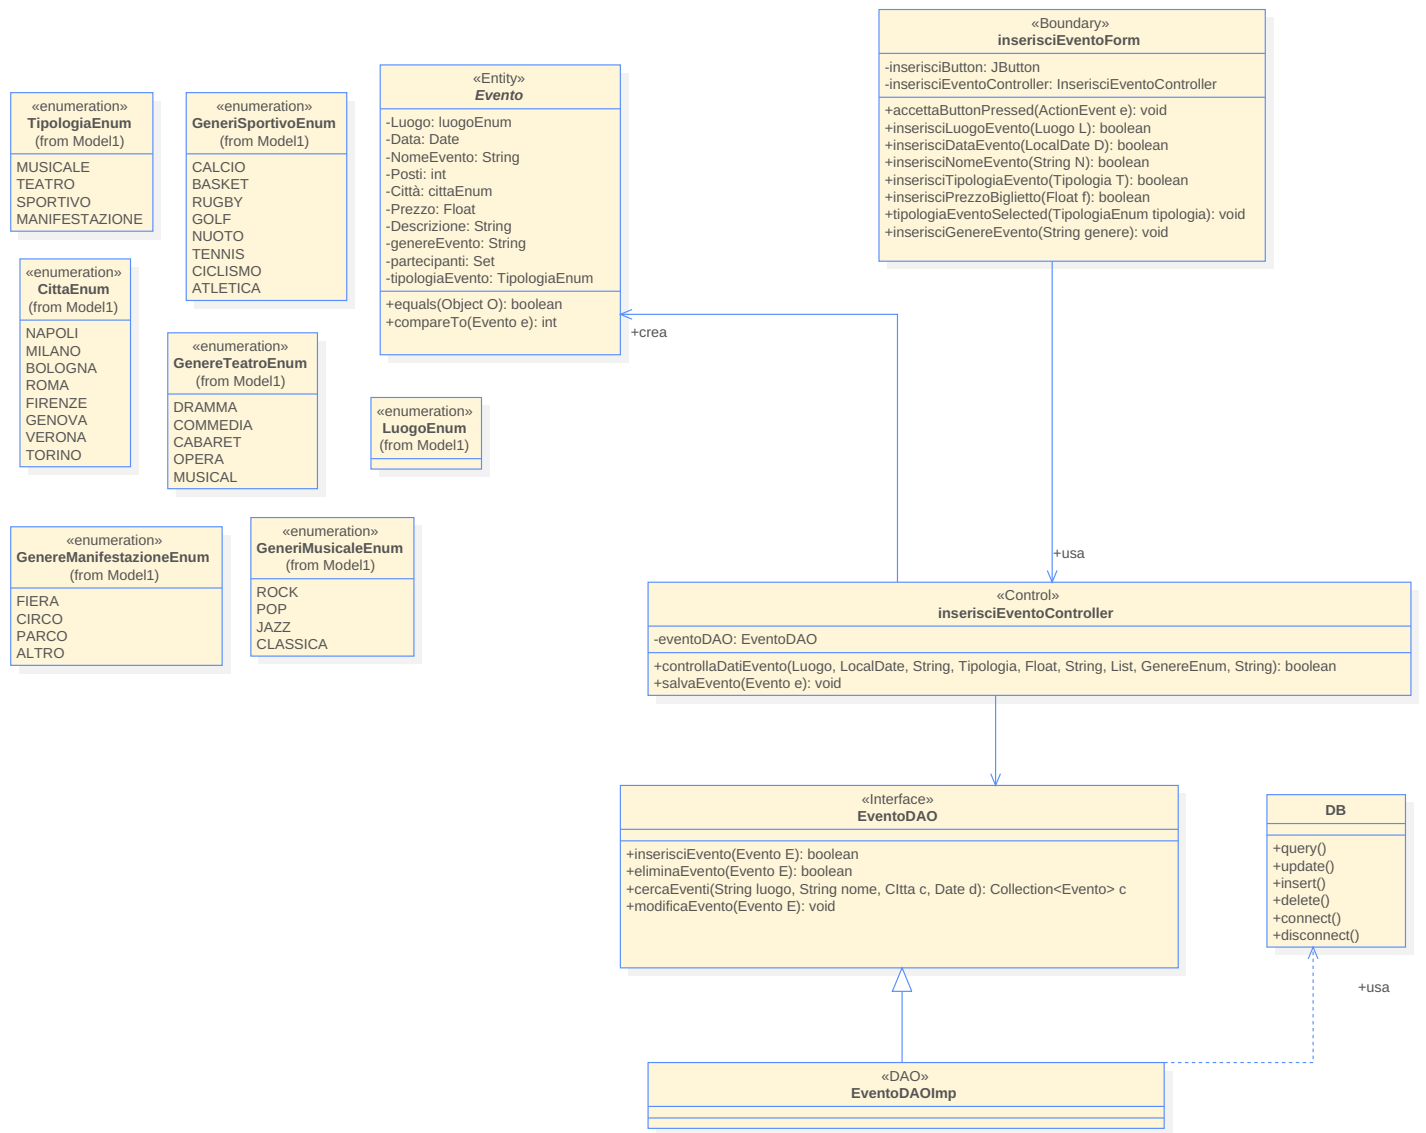 «Boundary»
inserisciEventoForm
-inserisciButton: JButton
-inserisciEventoController: InserisciEventoController
+accettaButtonPressed(ActionEvent e): void
+inserisciLuogoEvento(Luogo L): boolean
+inserisciDataEvento(LocalDate D): boolean
+inserisciNomeEvento(String N): boolean
+inserisciTipologiaEvento(Tipologia T): boolean
+inserisciPrezzoBiglietto(Float f): boolean
+tipologiaEventoSelected(TipologiaEnum tipologia): void
+inserisciGenereEvento(String genere): void
«Entity»
Evento
-Luogo: luogoEnum
-Data: Date
-NomeEvento: String
-Posti: int
-Città: cittaEnum
-Prezzo: Float
-Descrizione: String
-genereEvento: String
-partecipanti: Set
-tipologiaEvento: TipologiaEnum
+equals(Object O): boolean
+compareTo(Evento e): int
«enumeration»
TipologiaEnum
(from Model1)
MUSICALE
TEATRO
SPORTIVO
MANIFESTAZIONE
«enumeration»
GeneriSportivoEnum
(from Model1)
CALCIO
BASKET
RUGBY
GOLF
NUOTO
TENNIS
CICLISMO
ATLETICA
«enumeration»
CittaEnum
(from Model1)
NAPOLI
MILANO
BOLOGNA
ROMA
FIRENZE
GENOVA
VERONA
TORINO
+crea
«enumeration»
GenereTeatroEnum
(from Model1)
DRAMMA
COMMEDIA
CABARET
OPERA
MUSICAL
«enumeration»
LuogoEnum
(from Model1)
«enumeration»
GenereManifestazioneEnum
(from Model1)
FIERA
CIRCO
PARCO
ALTRO
«enumeration»
GeneriMusicaleEnum
(from Model1)
ROCK
POP
JAZZ
CLASSICA
+usa
«Control»
inserisciEventoController
-eventoDAO: EventoDAO
+controllaDatiEvento(Luogo, LocalDate, String, Tipologia, Float, String, List, GenereEnum, String): boolean
+salvaEvento(Evento e): void
«Interface»
EventoDAO
+inserisciEvento(Evento E): boolean
+eliminaEvento(Evento E): boolean
+cercaEventi(String luogo, String nome, CItta c, Date d): Collection<Evento> c
+modificaEvento(Evento E): void
DB
+query()
+update()
+insert()
+delete()
+connect()
+disconnect()
+usa
«DAO»
EventoDAOImp